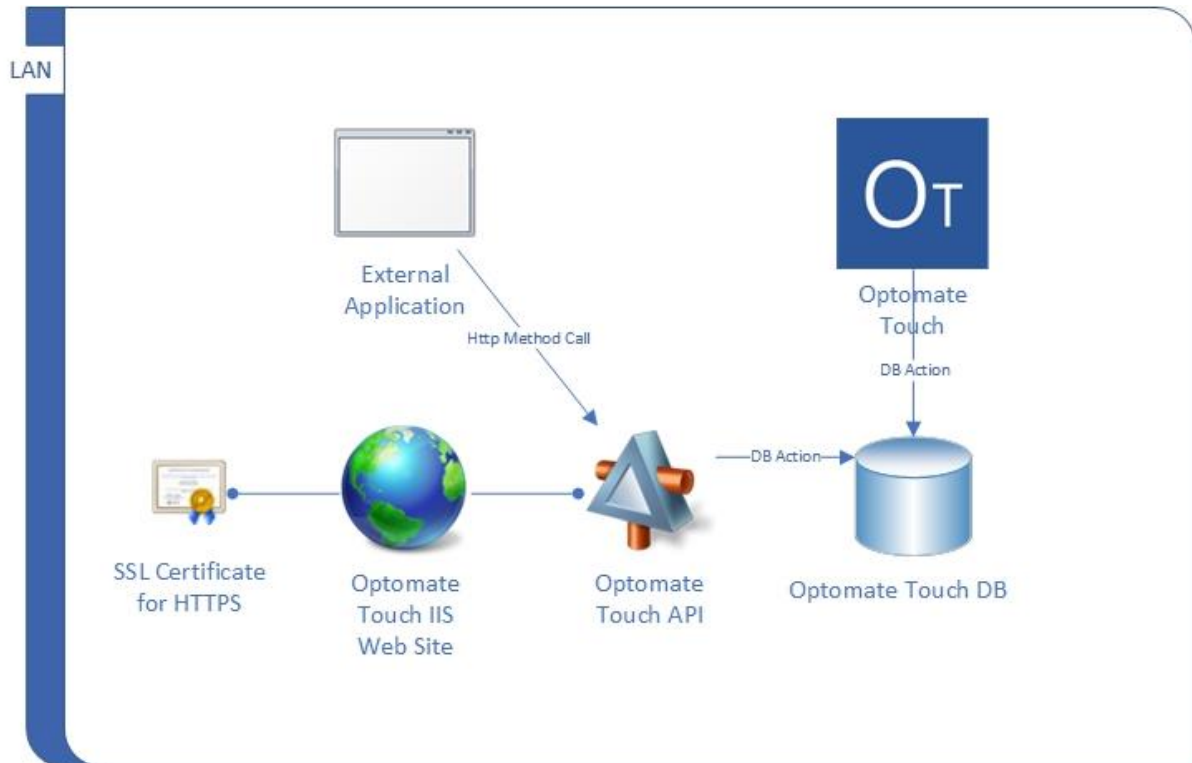 LAN
OT
External
Application
Optomate
Touch
Http Method Call
DB Action
DB Action
SSL Certificate
for HTTPS
Optomate
Touch IIS
Web Site
Optomate
Touch API
Optomate Touch DB